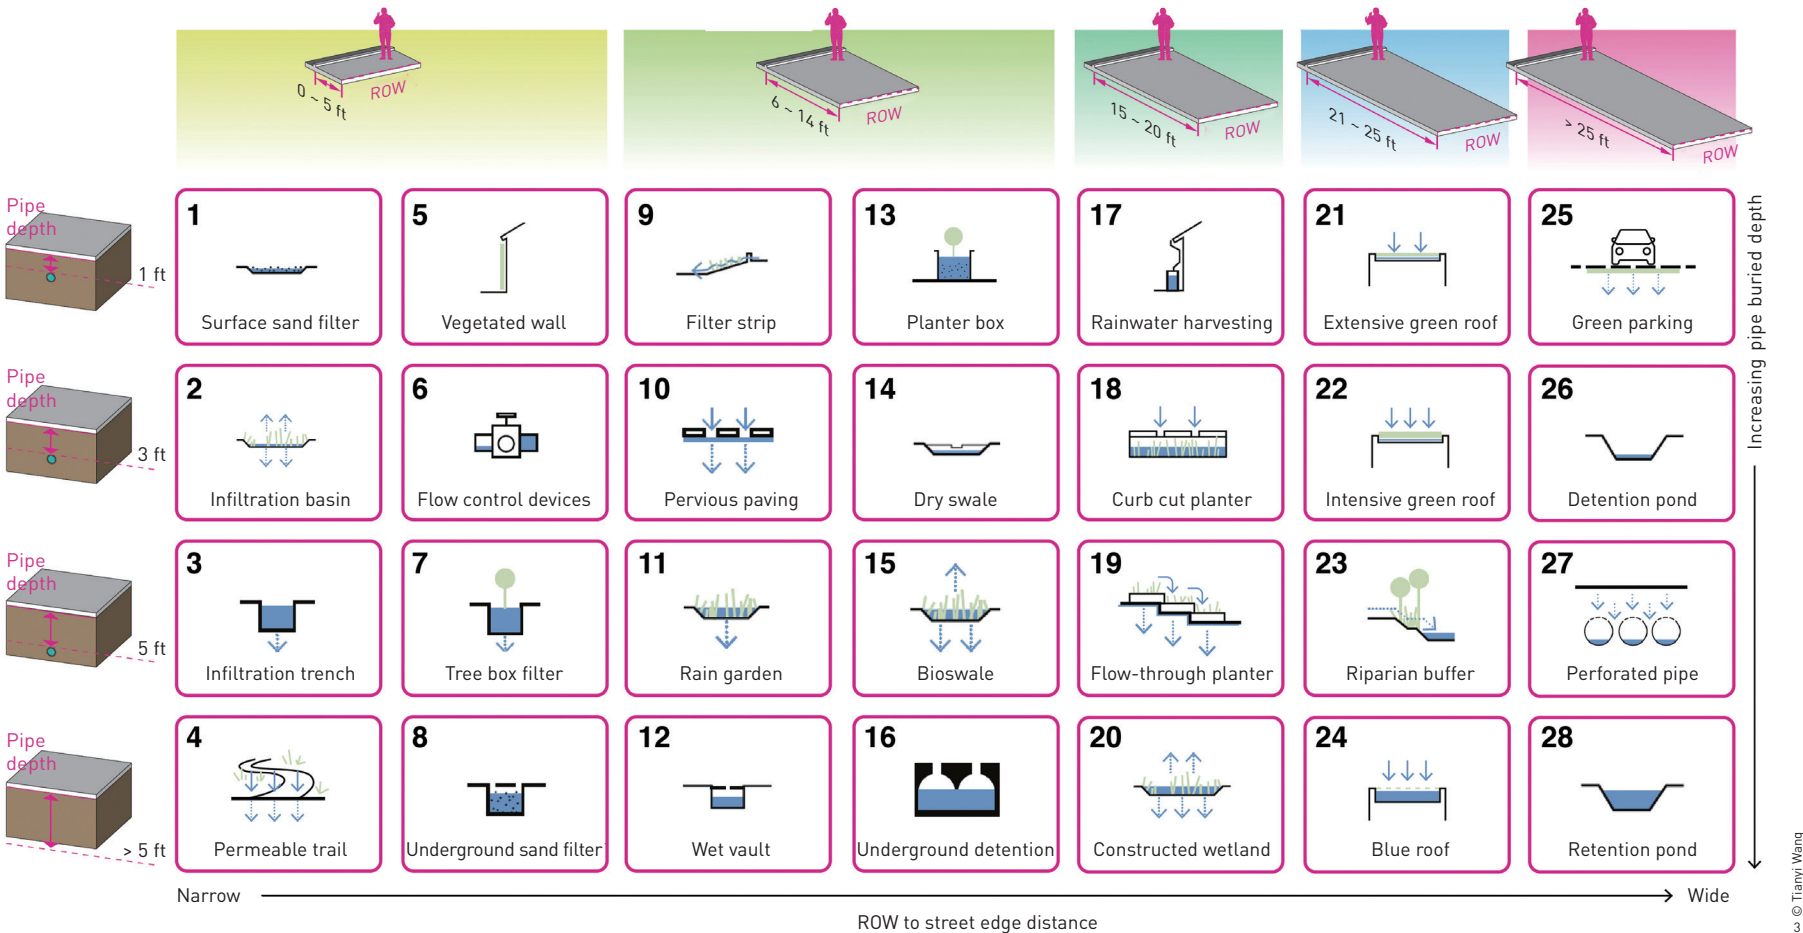 0 – 5 ft
ROW
6 – 14 ft
ROW
15 – 20 ft
ROW
21 – 25 ft
ROW
> 25 ft
ROW
Pipe
depth
1 ft
1
Surface sand filter
5
Vegetated wall
9
Filter strip
13
Planter box
17
Rainwater harvesting
21
Extensive green roof
25
Green parking
Pipe
depth
3 ft
2
Infiltration basin
6
Flow control devices
10
Pervious paving
14
Dry swale
18
Curb cut planter
22
Intensive green roof
26
Detention pond
Pipe
depth
5 ft
3
Infiltration trench
7
Tree box filter
11
Rain garden
15
Bioswale
19
Flow-through planter
23
Riparian buffer
27
Perforated pipe
Pipe
depth
> 5 ft
4
Permeable trail
8
Underground sand filter
12
Wet vault
16
Underground detention
20
Constructed wetland
24
Blue roof
28
Retention pond
Increasing pipe buried depth
Narrow
Wide
ROW to street edge distance
3 © Tianyi Wang